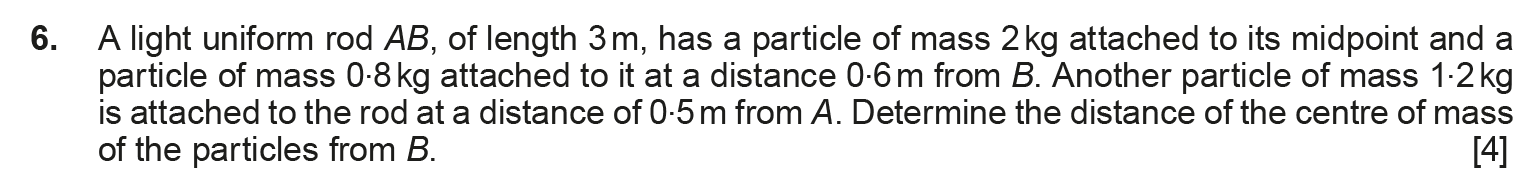 6. A light uniform rod AB, of length 3 m, has a particle of mass 2 kg attached to its midpoint and a
particle of mass 0·8 kg attached to it at a distance 0·6 m from B. Another particle of mass 1·2 kg
is attached to the rod at a distance of 0·5 m from A. Determine the distance of the centre of mass
of the particles from B. [4]